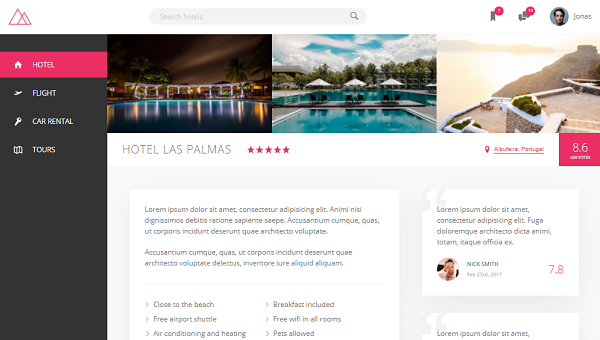 Search hotels
7
13
Jonas
HOTEL
FLIGHT
CAR RENTAL
TOURS
HOTEL LAS PALMAS
Albufeira, Portugal
8.6
429 VOTES
Lorem ipsum dolor sit amet, consectetur adipisicing elit. Animi nisi
dignissimos debitis ratione sapiente saepe. Accusantium cumque, quas,
ut corporis incidunt deserunt quae architecto voluptate.
Accusantium cumque, quas, ut corporis incidunt deserunt quae
architecto voluptate delectus, inventore iure aliquid aliquam.
Close to the beach
Breakfast included
Free airport shuttle
Free wifi in all rooms
Air conditioning and heating
Pets allowed
Lorem ipsum dolor sit amet,
consectetur adipisicing elit. Fuga
doloremque architecto dicta animi,
totam, itaque officia ex.
NICK SMITH
Feb, 23rd, 2017
7.8
Lorem ipsum dolor sit amet,